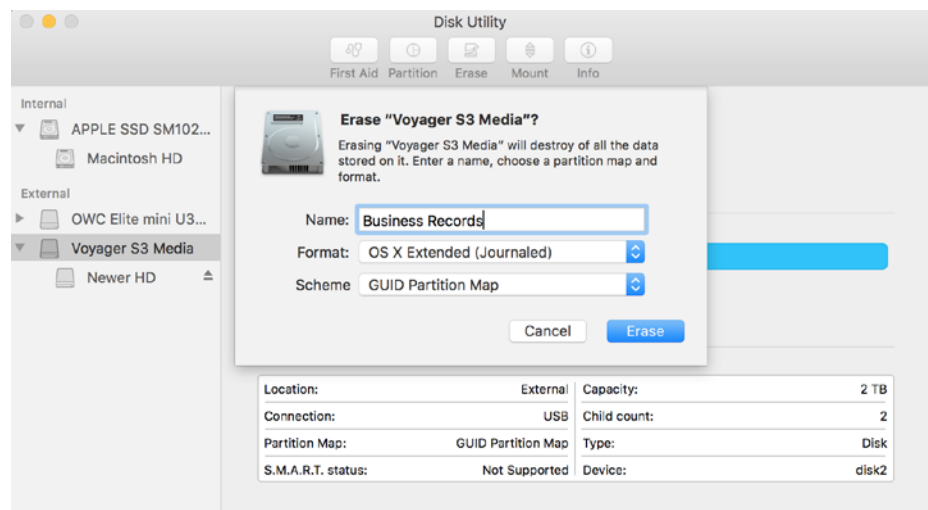 Disk Utility
First Aid Partition Erase Mount Info
Internal
APPLE SSD SM102...
Macintosh HD
External
OWC Elite mini U3...
Voyager S3 Media
Newer HD
Erase “Voyager S3 Media”?
Erasing “Voyager S3 Media” will destroy of all the data
stored on it. Enter a name, choose a partition map and
format.
Name: Business Records
Format: OS X Extended (Journaled)
Scheme GUID Partition Map
Cancel Erase
Location: External Capacity: 2 TB
Connection: USB Child count: 2
Partition Map: GUID Partition Map Type: Disk
S.M.A.R.T. status: Not Supported Device: disk2